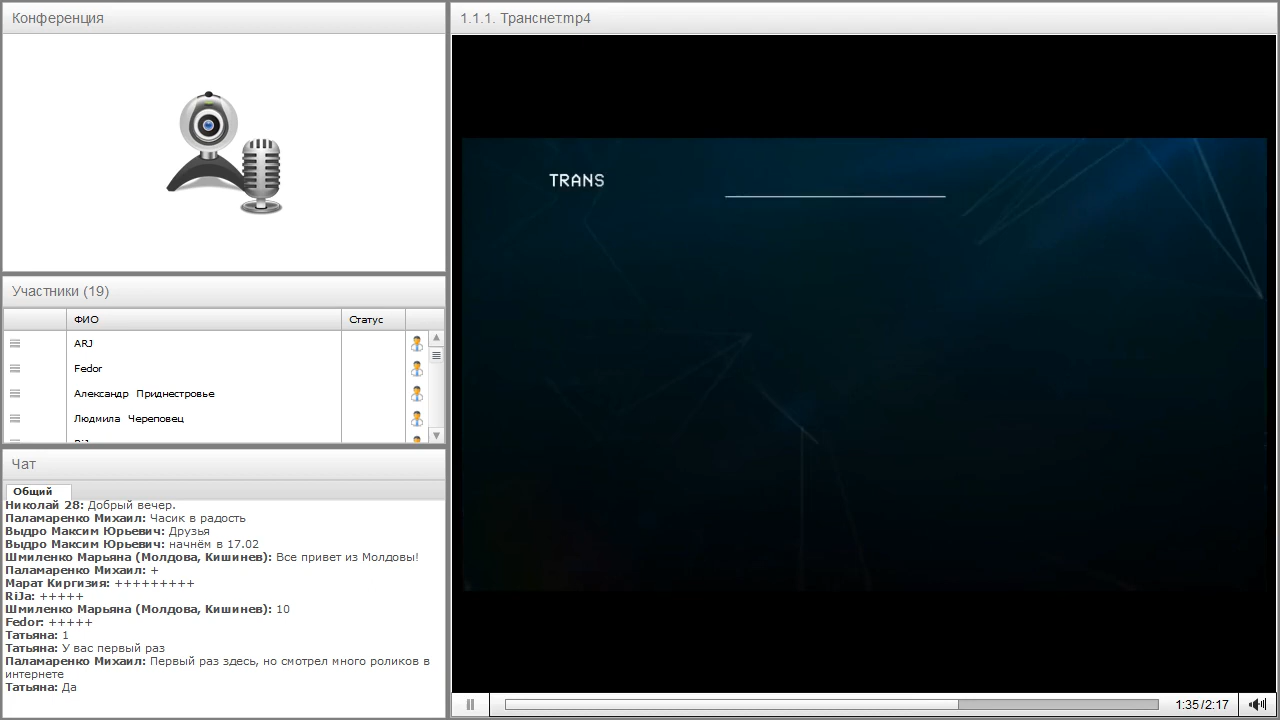 Конференция
1.1.1. Транснет.mp4
TRANS
Участники (19)
ФИО Статус
ARJ
Fedor
Александр Приднестровье
Людмила Череповец
Чат
Общий
Николай 28: Добрый вечер.
Паламаренко Михаил: Часик в радость
Выдро Максим Юрьевич: Друзья
Выдро Максим Юрьевич: начнём в 17.02
Шмиленко Марьяна (Молдова, Кишинев): Все привет из Молдовы!
Паламаренко Михаил: +
Марат Киргизия: +++++++++
RiJa: +++++
Шмиленко Марьяна (Молдова, Кишинев): 10
Fedor: +++++
Татьяна: 1
Татьяна: У вас первый раз
Паламаренко Михаил: Первый раз здесь, но смотрел много роликов в
интернете
Татьяна: Да
1:35/2:17